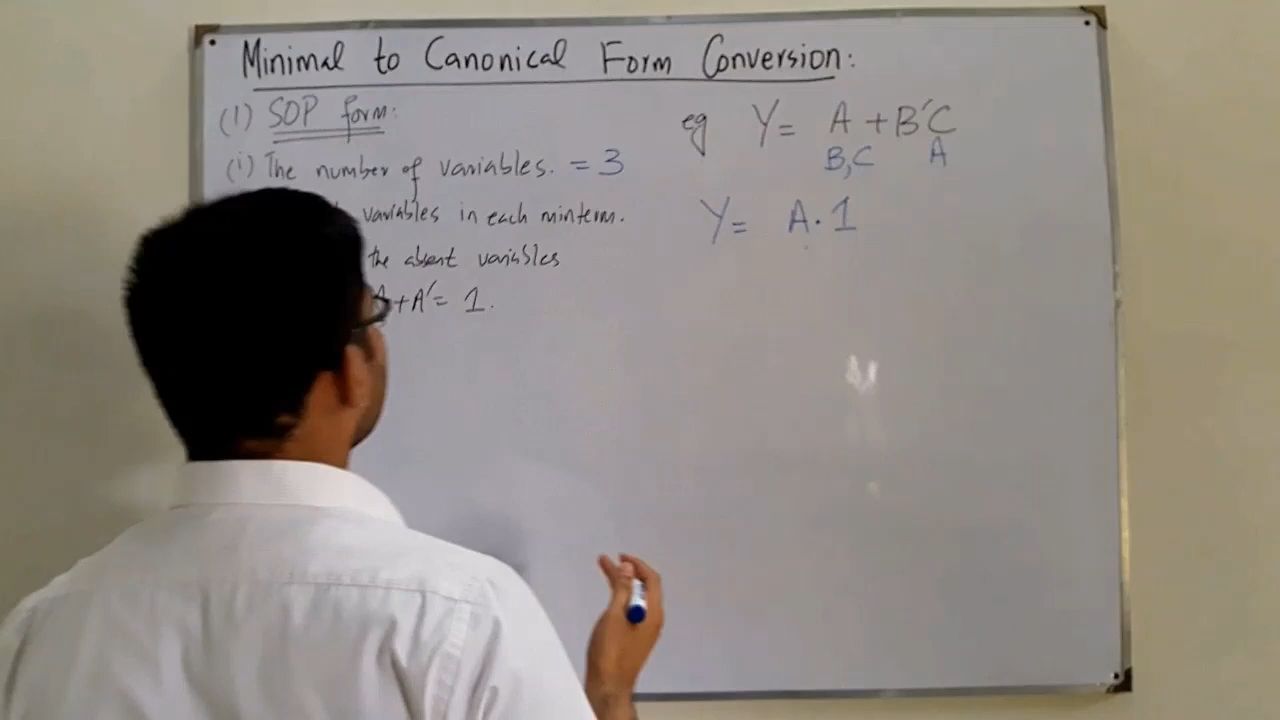 Minimal to Canonical Form Conversion:
(1) SOP form:
(i) The number of variables. = 3
variables in each minterm.
the absent variables
A+A'= 1.
eg Y= A + B'C
B,C A
Y= A.1